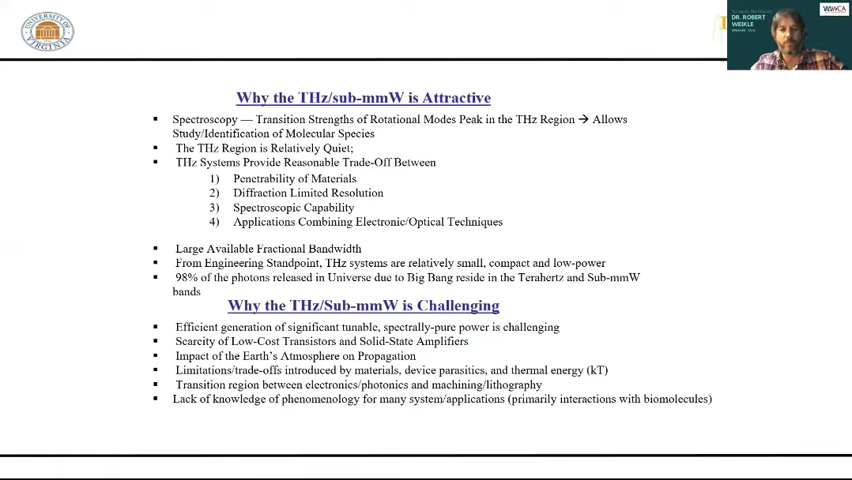 UNIVERSITY OF
VIRGINIA
DR. ROBERT
WEIKLE
Why the THz/sub-mmW is Attractive
▪ Spectroscopy — Transition Strengths of Rotational Modes Peak in the THz Region → Allows
Study/Identification of Molecular Species
▪ The THz Region is Relatively Quiet;
▪ THz Systems Provide Reasonable Trade-Off Between
1) Penetrability of Materials
2) Diffraction Limited Resolution
3) Spectroscopic Capability
4) Applications Combining Electronic/Optical Techniques
▪ Large Available Fractional Bandwidth
▪ From Engineering Standpoint, THz systems are relatively small, compact and low-power
▪ 98% of the photons released in Universe due to Big Bang reside in the Terahertz and Sub-mmW
bands
Why the THz/Sub-mmW is Challenging
▪ Efficient generation of significant tunable, spectrally-pure power is challenging
▪ Scarcity of Low-Cost Transistors and Solid-State Amplifiers
▪ Impact of the Earth's Atmosphere on Propagation
▪ Limitations/trade-offs introduced by materials, device parasitics, and thermal energy (kT)
▪ Transition region between electronics/photonics and machining/lithography
▪ Lack of knowledge of phenomenology for many system/applications (primarily interactions with biomolecules)